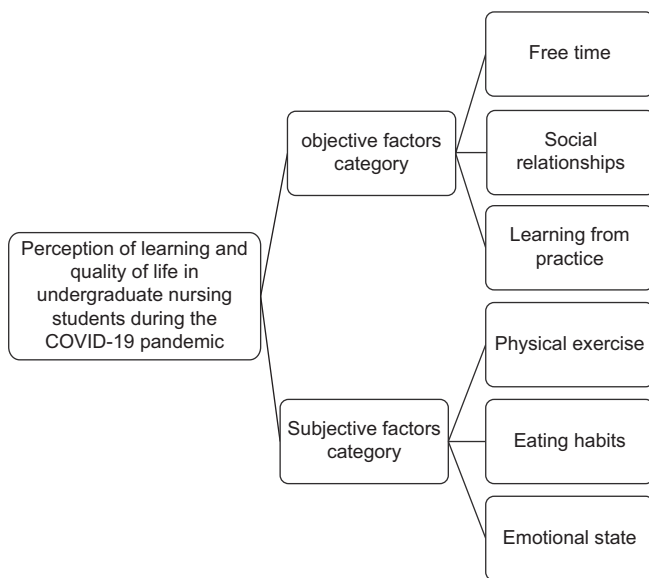 Perception of learning and
quality of life in
undergraduate nursing
students during the
COVID-19 pandemic
objective factors
category
Free time
Social
relationships
Learning from
practice
Subjective factors
category
Physical exercise
Eating habits
Emotional state